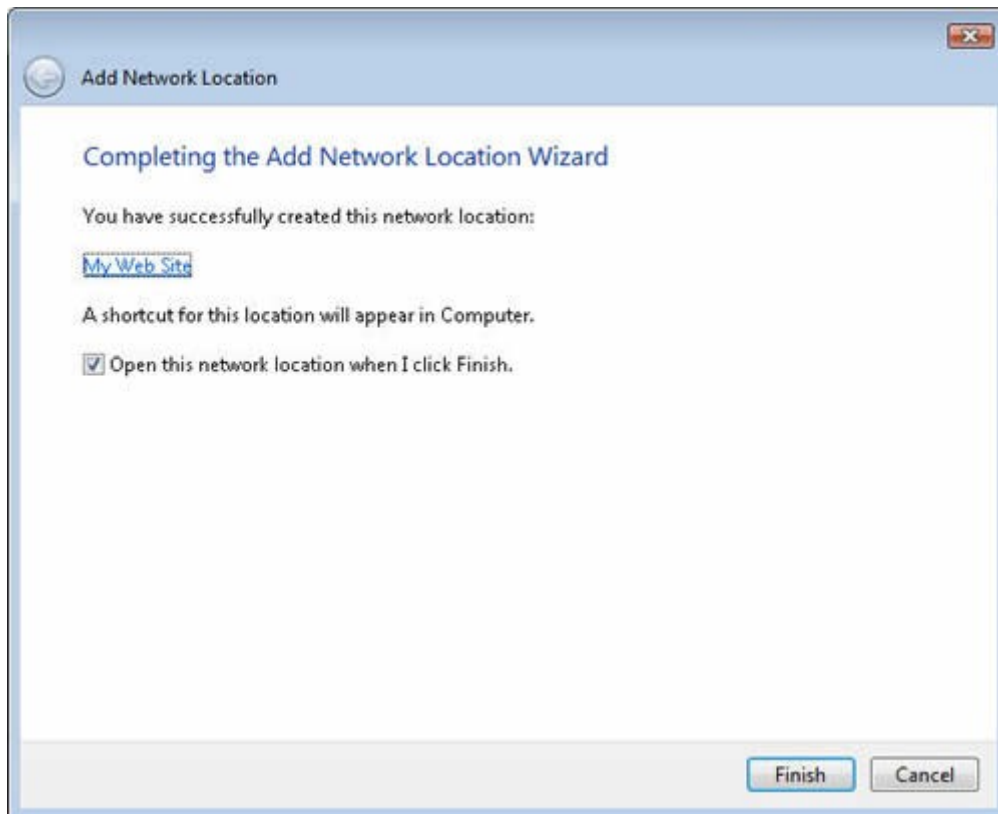 Add Network Location
Completing the Add Network Location Wizard
You have successfully created this network location:
My Web Site
A shortcut for this location will appear in Computer.
Open this network location when I click Finish.
Finish
Cancel